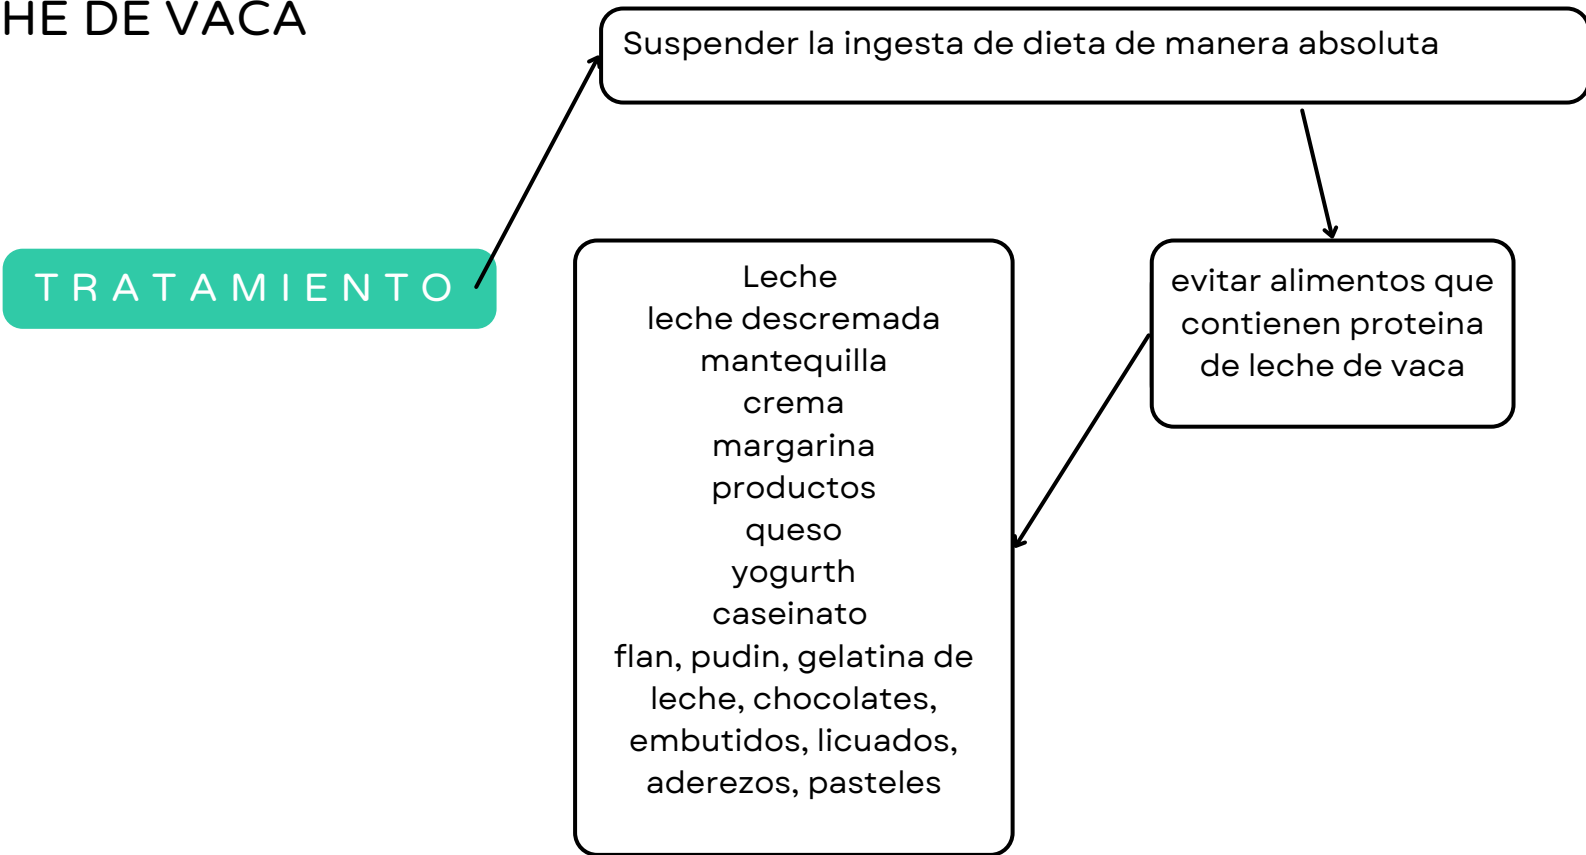 HE DE VACA
Suspender la ingesta de dieta de manera absoluta
TRATAMIENTO
evitar alimentos que
contienen proteina
de leche de vaca
Leche
leche descremada
mantequilla
crema
margarina
productos
queso
yogurth
caseinato
flan, pudin, gelatina de
leche, chocolates,
embutidos, licuados,
aderezos, pasteles